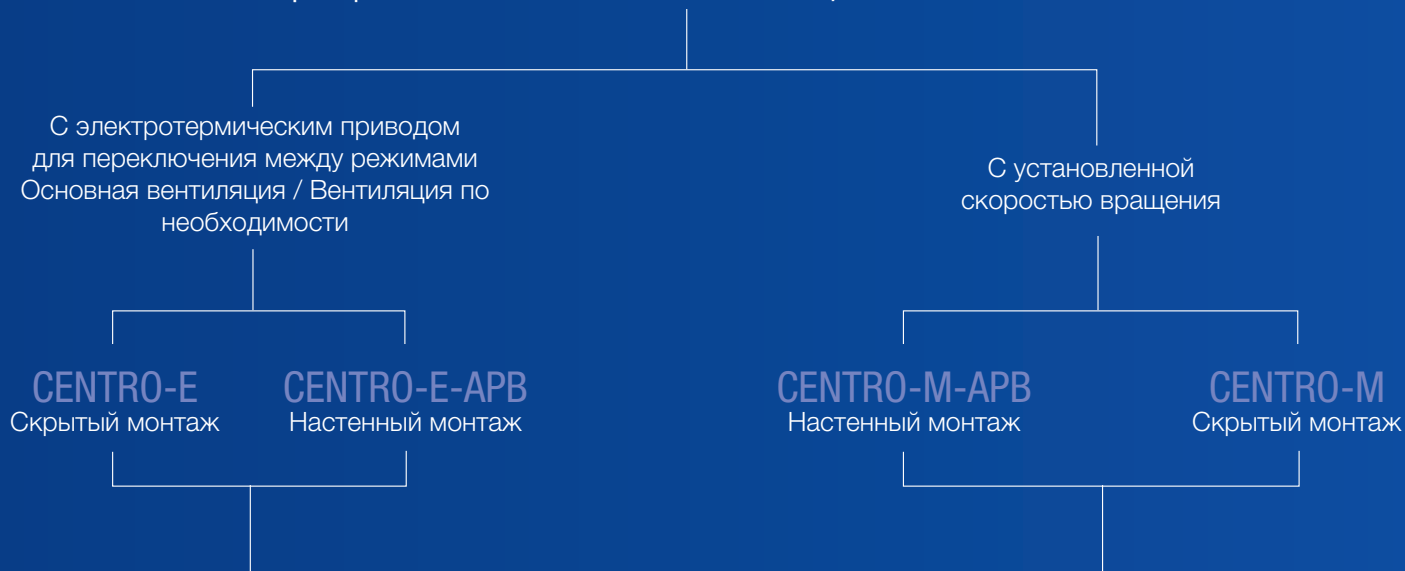 С электротермическим приводом
для переключения между режимами
Основная вентиляция / Вентиляция по
необходимости
С установленной
скоростью вращения
CENTRO-E
Скрытый монтаж
CENTRO-E-APB
Настенный монтаж
CENTRO-M-APB
Настенный монтаж
CENTRO-M
Скрытый монтаж